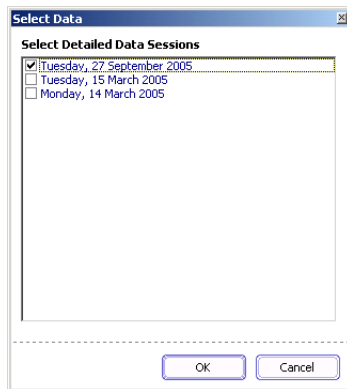 Select Data
Select Detailed Data Sessions
Tuesday, 27 September 2005
Tuesday, 15 March 2005
Monday, 14 March 2005
OK
Cancel